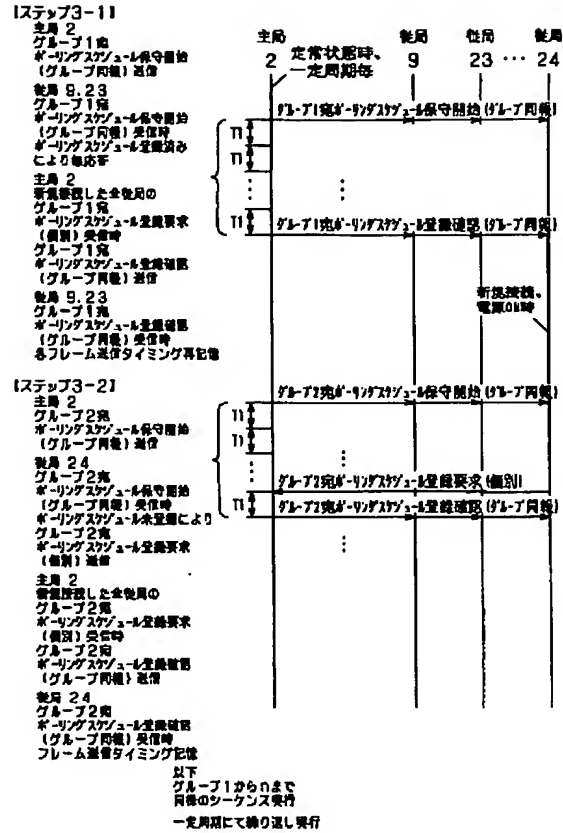 [ステップ3-1]
主局 2
グループ1宛
ポーリングスケジュール保守開始
(グループ同報) 送信
従局 9.23
グループ1宛
ポーリングスケジュール保守開始
(グループ同報) 受信時
ポーリングスケジュール登録済み
により無応答
主局 2
新規接続した全従局の
グループ1宛
ポーリングスケジュール登録要求
(個別) 受信時
グループ1宛
ポーリングスケジュール登録確認
(グループ同報) 送信
従局 9.23
グループ1宛
ポーリングスケジュール登録確認
(グループ同報) 受信時
各フレーム送信タイミング再記憶
主局 従局 従局 従局
2 9 23 ··· 24
定常状態時、
一定周期毎
グループ1宛ポーリングスケジュール保守開始 (グループ同報)
T1
T1
T1
グループ1宛ポーリングスケジュール登録確認 (グループ同報)
新規接続、
電源ON時
[ステップ3-2]
主局 2
グループ2宛
ポーリングスケジュール保守開始
(グループ同報) 送信
従局 24
グループ2宛
ポーリングスケジュール保守開始
(グループ同報) 受信時
ポーリングスケジュール未登録により
グループ2宛
ポーリングスケジュール登録要求
(個別) 送信
主局 2
新規接続した全従局の
グループ2宛
ポーリングスケジュール登録要求
(個別) 受信時
グループ2宛
ポーリングスケジュール登録確認
(グループ同報) 送信
従局 24
グループ2宛
ポーリングスケジュール登録確認
(グループ同報) 受信時
フレーム送信タイミング記憶
グループ2宛ポーリングスケジュール保守開始 (グループ同報)
T1
T1
グループ2宛ポーリングスケジュール登録要求 (個別)
T1
グループ2宛ポーリングスケジュール登録確認 (グループ同報)
以下
グループ1からnまで
同様のシーケンス実行
一定周期にて繰り返し実行